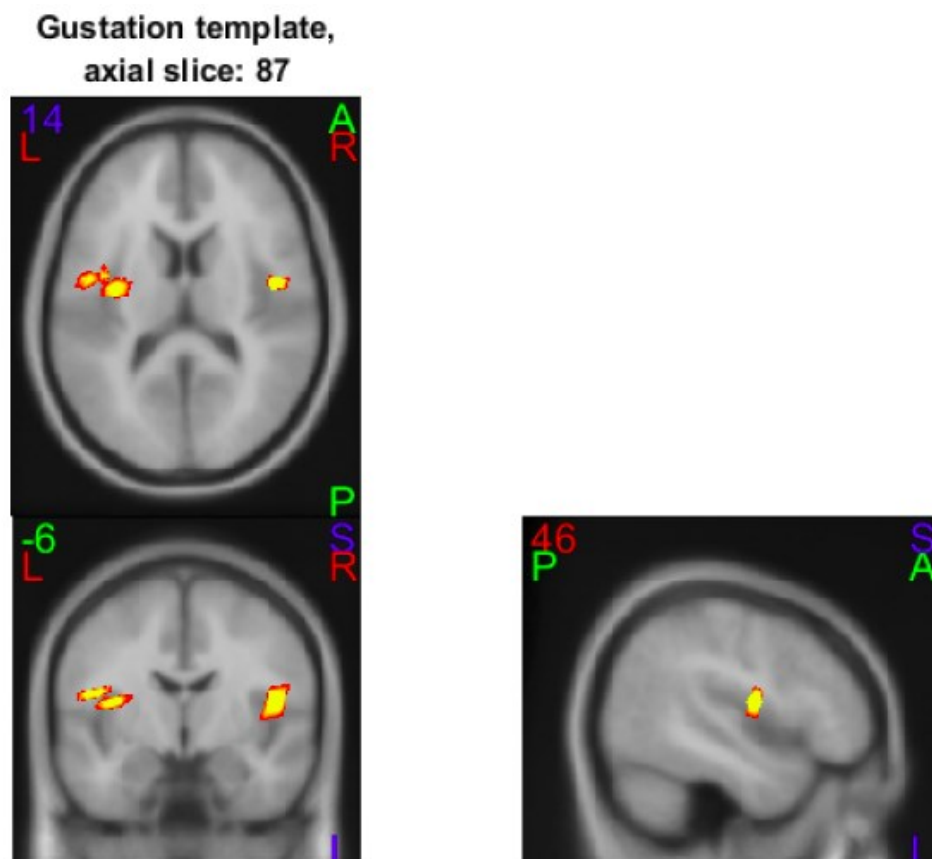 Gustation template,
axial slice: 87
14 A
L R
P
-6 S
L R
I
46 S
P A
I